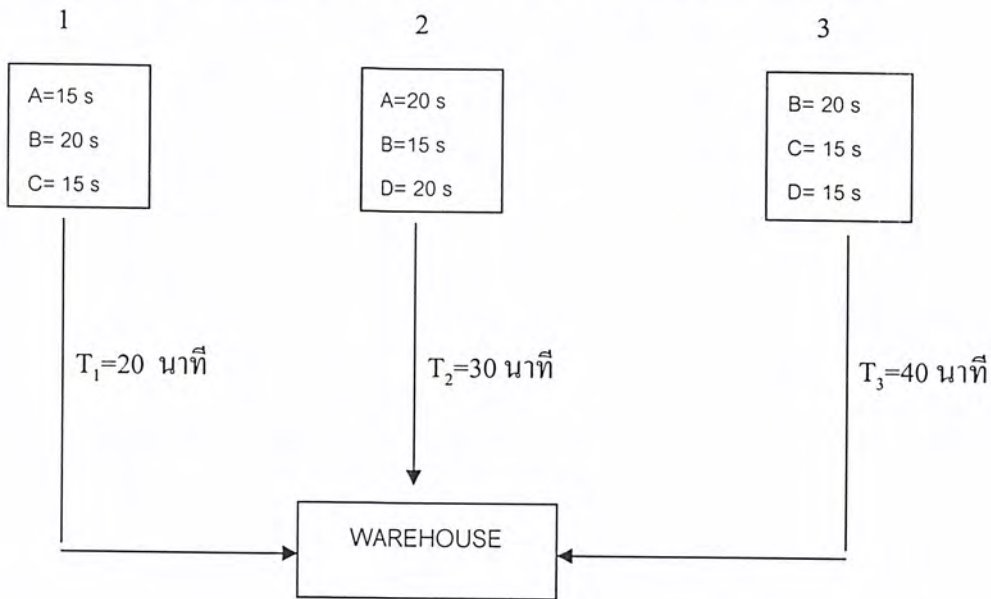 1
2
3
A=15 s
B= 20 s
C= 15 s
A=20 s
B=15 s
D= 20 s
B= 20 s
C= 15 s
D= 15 s
T₁=20 นาที
T₂=30 นาที
T₃=40 นาที
WAREHOUSE